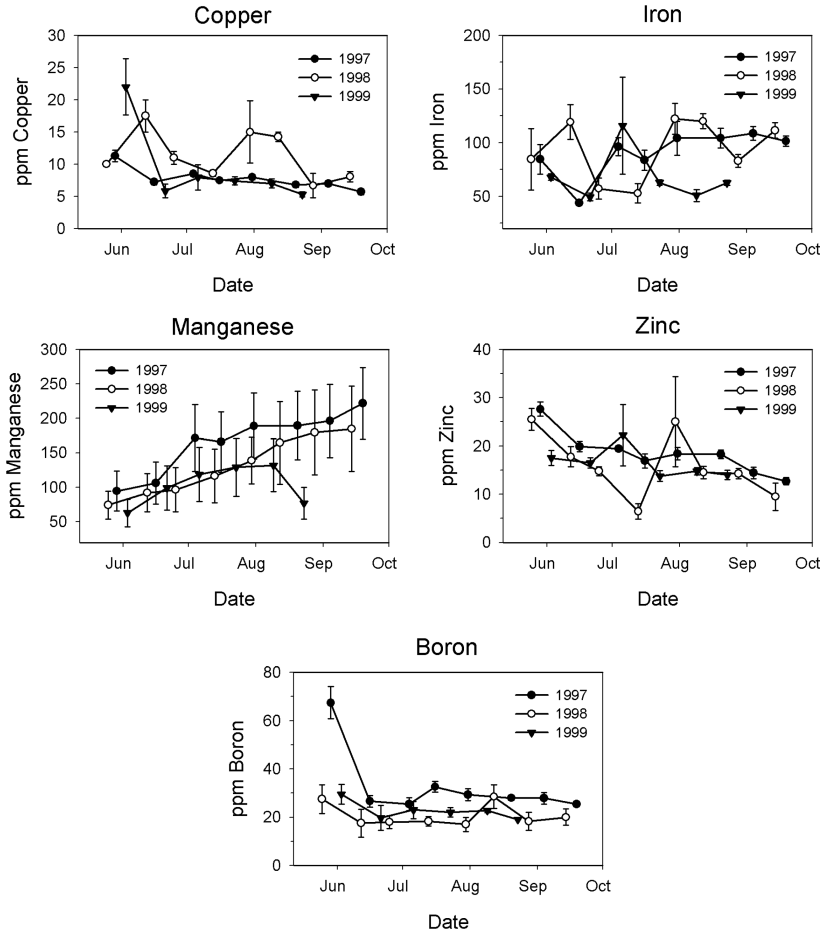 Copper
30
25
20
15
10
5
0
ppm Copper
1997
1998
1999
Jun Jul Aug Sep Oct
Date
Iron
200
150
100
50
ppm Iron
1997
1998
1999
Jun Jul Aug Sep Oct
Date
Manganese
300
250
200
150
100
50
ppm Manganese
1997
1998
1999
Jun Jul Aug Sep Oct
Date
Zinc
40
30
20
10
0
ppm Zinc
1997
1998
1999
Jun Jul Aug Sep Oct
Date
Boron
80
60
40
20
0
ppm Boron
1997
1998
1999
Jun Jul Aug Sep Oct
Date